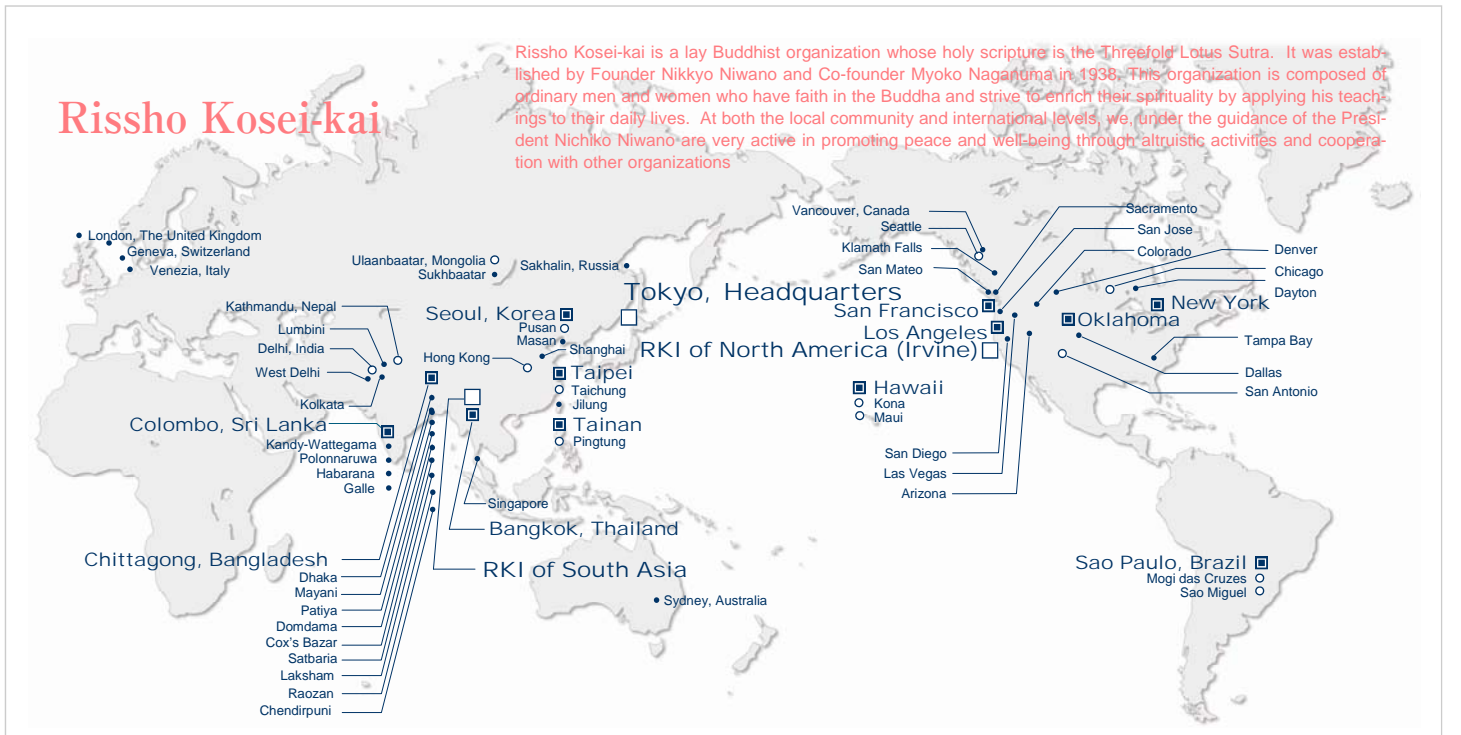 Rissho Kosei-kai
Rissho Kosei-kai is a lay Buddhist organization whose holy scripture is the Threefold Lotus Sutra. It was estab-
lished by Founder Nikkyo Niwano and Co-founder Myoko Naganuma in 1938. This organization is composed of
ordinary men and women who have faith in the Buddha and strive to enrich their spirituality by applying his teach-
ings to their daily lives. At both the local community and international levels, we, under the guidance of the Presi-
dent Nichiko Niwano are very active in promoting peace and well-being through altruistic activities and coopera-
tion with other organizations
London, The United Kingdom
Geneva, Switzerland
Venezia, Italy
Ulaanbaatar, Mongolia
Sukhbaatar
Sakhalin, Russia
Tokyo, Headquarters
Kathmandu, Nepal
Lumbini
Delhi, India
West Delhi
Kolkata
Seoul, Korea
Pusan
Masan
Hong Kong
Shanghai
Taipei
Taichung
Jilung
Tainan
Pingtung
Colombo, Sri Lanka
Kandy-Wattegama
Polonnaruwa
Habarana
Galle
Singapore
Bangkok, Thailand
RKI of South Asia
Chittagong, Bangladesh
Dhaka
Mayani
Patiya
Domdama
Cox's Bazar
Satbaria
Laksham
Raozan
Chendirpuni
Sydney, Australia
Vancouver, Canada
Seattle
Klamath Falls
San Mateo
San Francisco
Los Angeles
RKI of North America (Irvine)
Hawaii
Kona
Maui
San Diego
Las Vegas
Arizona
Sacramento
San Jose
Colorado
Denver
Chicago
Dayton
New York
Oklahoma
Tampa Bay
Dallas
San Antonio
Sao Paulo, Brazil
Mogi das Cruzes
Sao Miguel